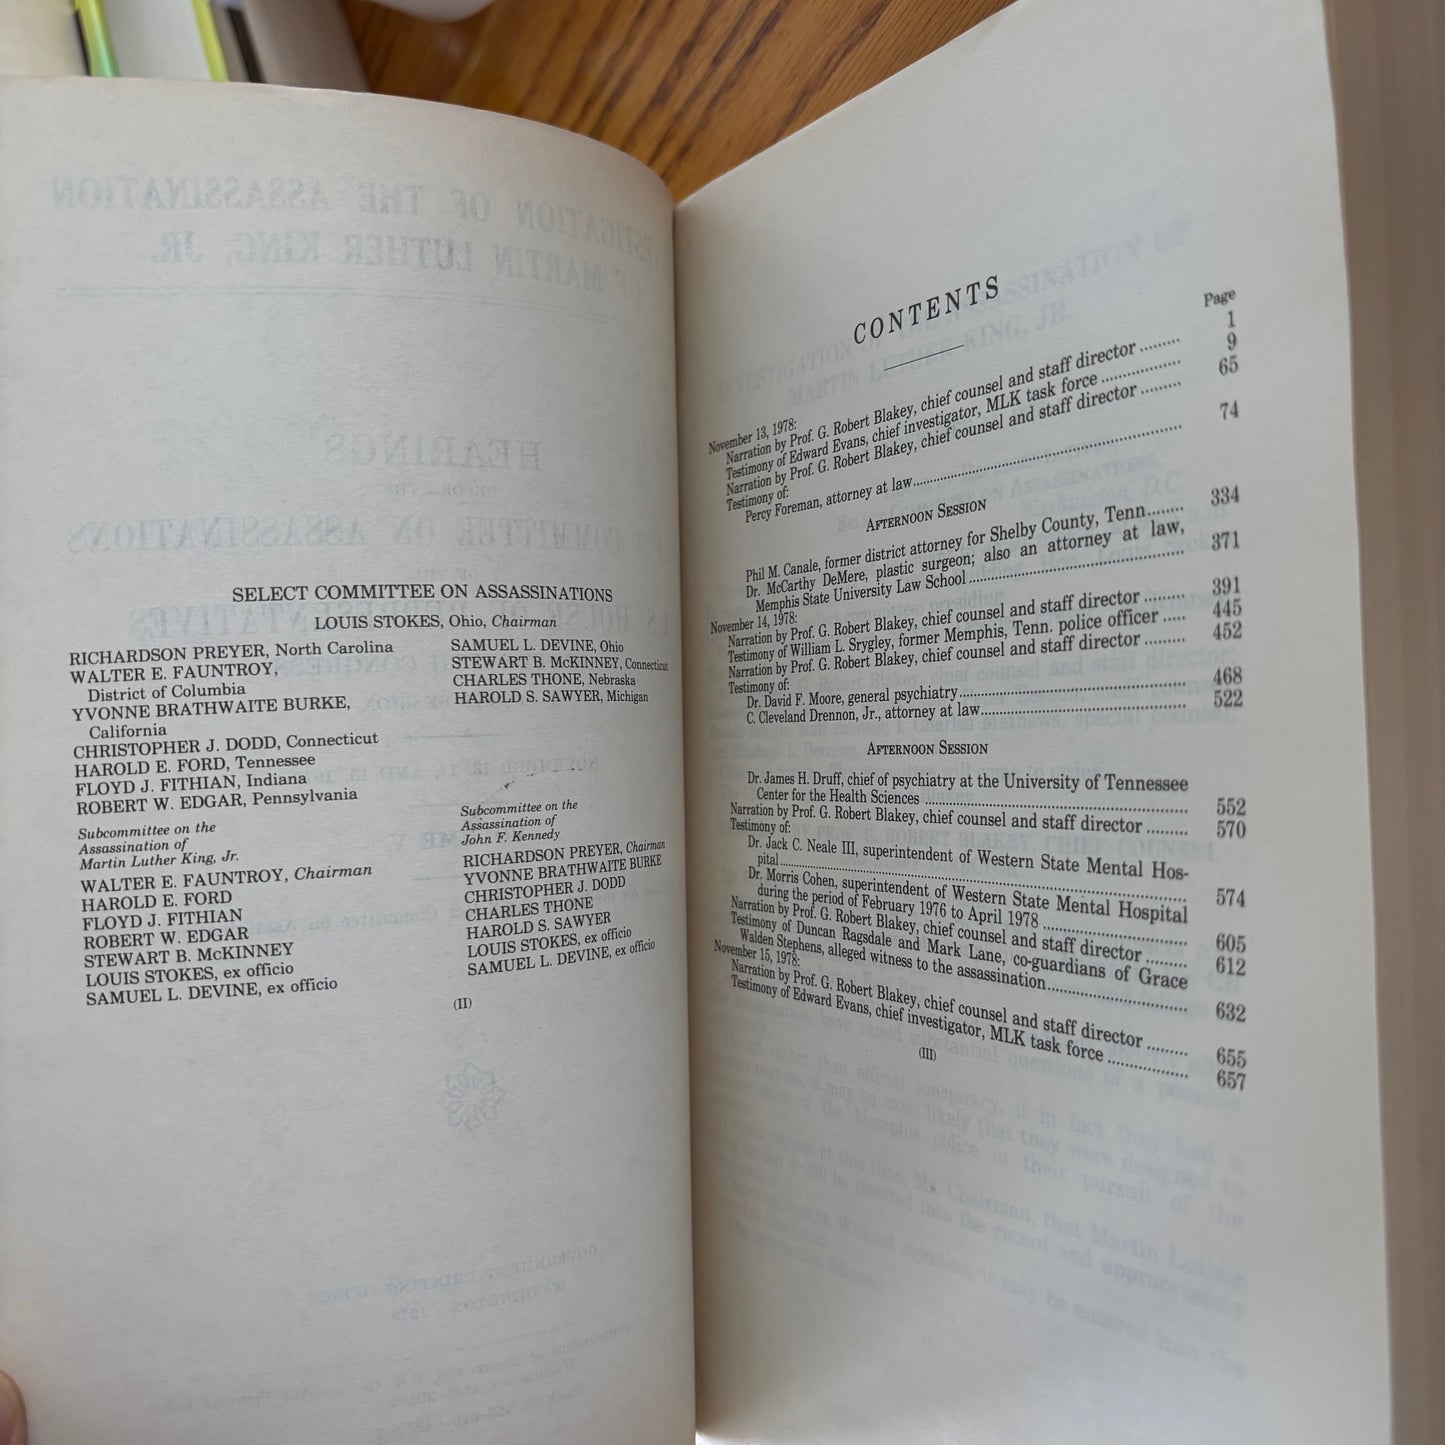 SELECT COMMITTEE ON ASSASSINATIONS
LOUIS STOKES, Ohio, Chairman
RICHARDSON PREYER, North Carolina
WALTER E. FAUNTROY,
District of Columbia
YVONNE BRATHWAITE BURKE,
California
CHRISTOPHER J. DODD, Connecticut
HAROLD E. FORD, Tennessee
FLOYD J. FITHIAN, Indiana
ROBERT W. EDGAR, Pennsylvania
SAMUEL L. DEVINE, Ohio
STEWART B. McKINNEY, Connecticut
CHARLES THONE, Nebraska
HAROLD S. SAWYER, Michigan
Subcommittee on the
Assassination of
Martin Luther King, Jr.
WALTER E. FAUNTROY, Chairman
HAROLD E. FORD
FLOYD J. FITHIAN
ROBERT W. EDGAR
STEWART B. McKINNEY
LOUIS STOKES, ex officio
SAMUEL L. DEVINE, ex officio
Subcommittee on the
Assassination of
John F. Kennedy
RICHARDSON PREYER, Chairman
YVONNE BRATHWAITE BURKE
CHRISTOPHER J. DODD
CHARLES THONE
HAROLD S. SAWYER
LOUIS STOKES, ex officio
SAMUEL L. DEVINE, ex officio
(II)
CONTENTS
Page
November 13, 1978:
Narration by Prof. G. Robert Blakey, chief counsel and staff director ......... 1
Testimony of Edward Evans, chief investigator, MLK task force ................. 9
Narration by Prof. G. Robert Blakey, chief counsel and staff director ......... 65
Testimony of:
Percy Foreman, attorney at law.................................................. 74
AFTERNOON SESSION
Phil M. Canale, former district attorney for Shelby County, Tenn........ 334
Dr. McCarthy DeMere, plastic surgeon; also an attorney at law,
Memphis State University Law School ........................................ 371
November 14, 1978:
Narration by Prof. G. Robert Blakey, chief counsel and staff director ......... 391
Testimony of William L. Srygley, former Memphis, Tenn. police officer ..... 445
Narration by Prof. G. Robert Blakey, chief counsel and staff director ......... 452
Testimony of:
Dr. David F. Moore, general psychiatry............................................ 468
C. Cleveland Drennon, Jr., attorney at law........................................ 522
AFTERNOON SESSION
Dr. James H. Druff, chief of psychiatry at the University of Tennessee
Center for the Health Sciences .................................................. 552
Narration by Prof. G. Robert Blakey, chief counsel and staff director ......... 570
Testimony of:
Dr. Jack C. Neale III, superintendent of Western State Mental Hos-
pital.............................................................................. 574
Dr. Morris Cohen, superintendent of Western State Mental Hospital
during the period of February 1976 to April 1978 ............................ 605
Narration by Prof. G. Robert Blakey, chief counsel and staff director ......... 612
Testimony of Duncan Ragsdale and Mark Lane, co-guardians of Grace
Walden Stephens, alleged witness to the assassination........................... 632
November 15, 1978:
Narration by Prof. G. Robert Blakey, chief counsel and staff director ......... 655
Testimony of Edward Evans, chief investigator, MLK task force ................. 657
(III)